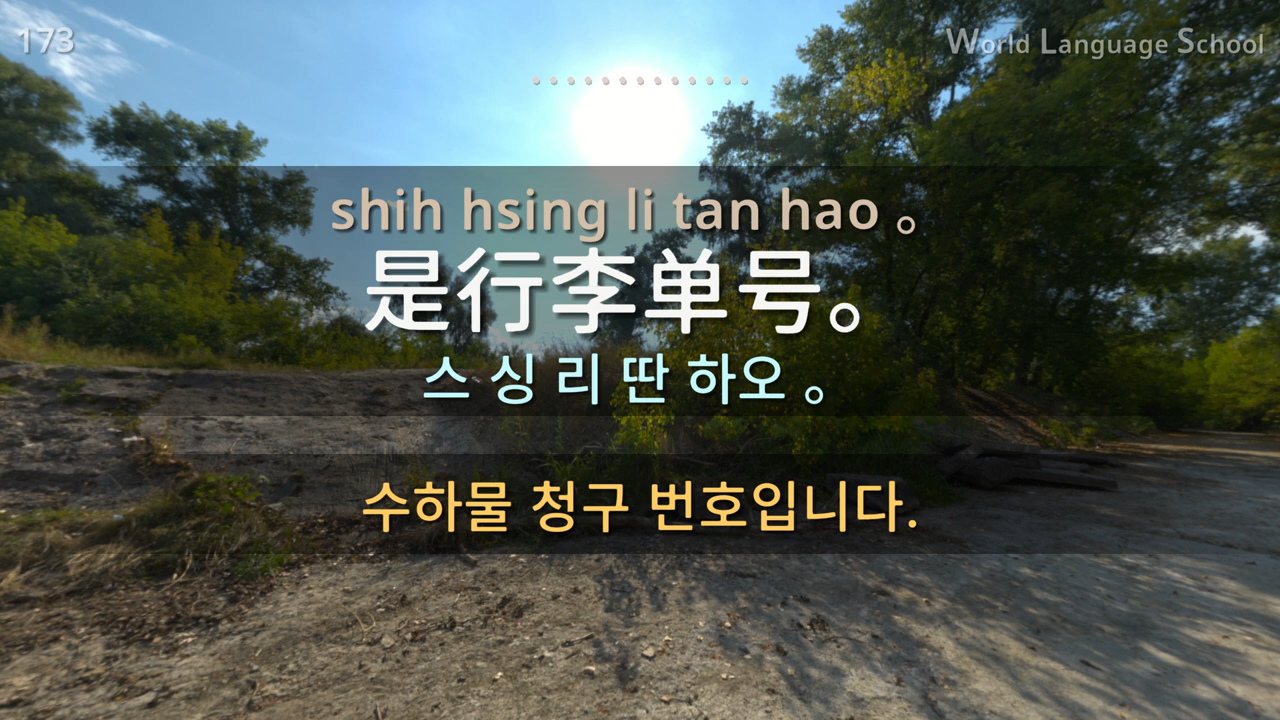 173
World Language School
shih hsing li tan hao 。
是行李单号。
스 싱 리 딴 하오 。
수하물 청구 번호입니다.